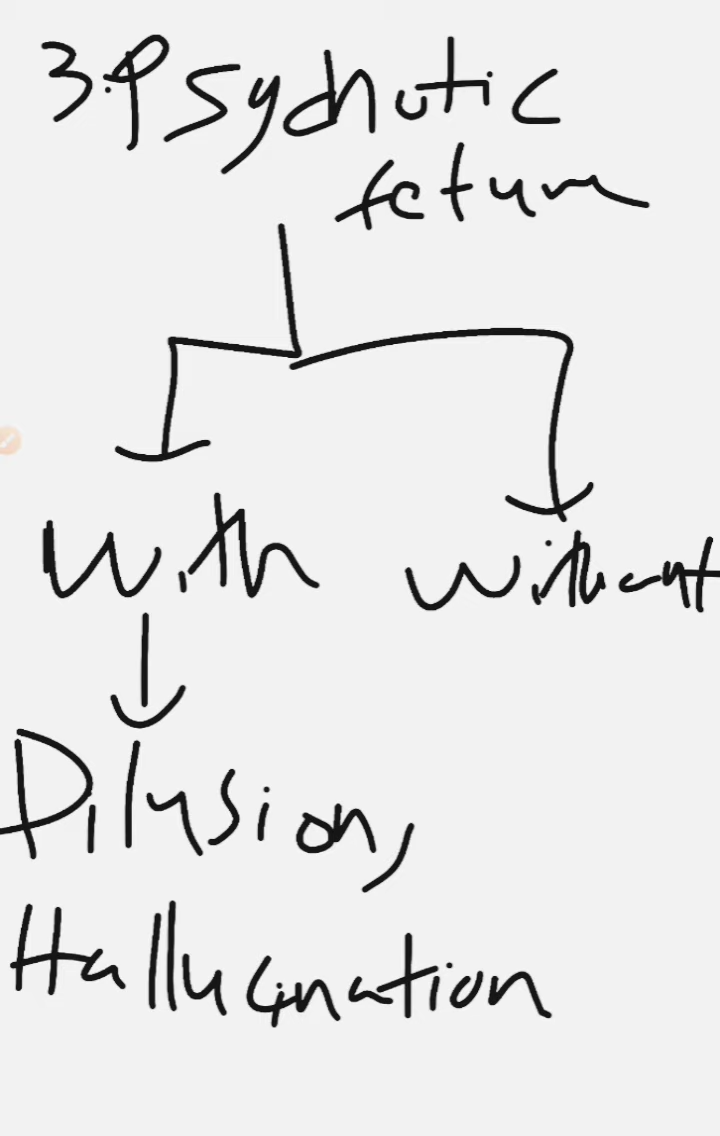 3. Psychotic
feture
With Without
Dilusion,
Hallucination